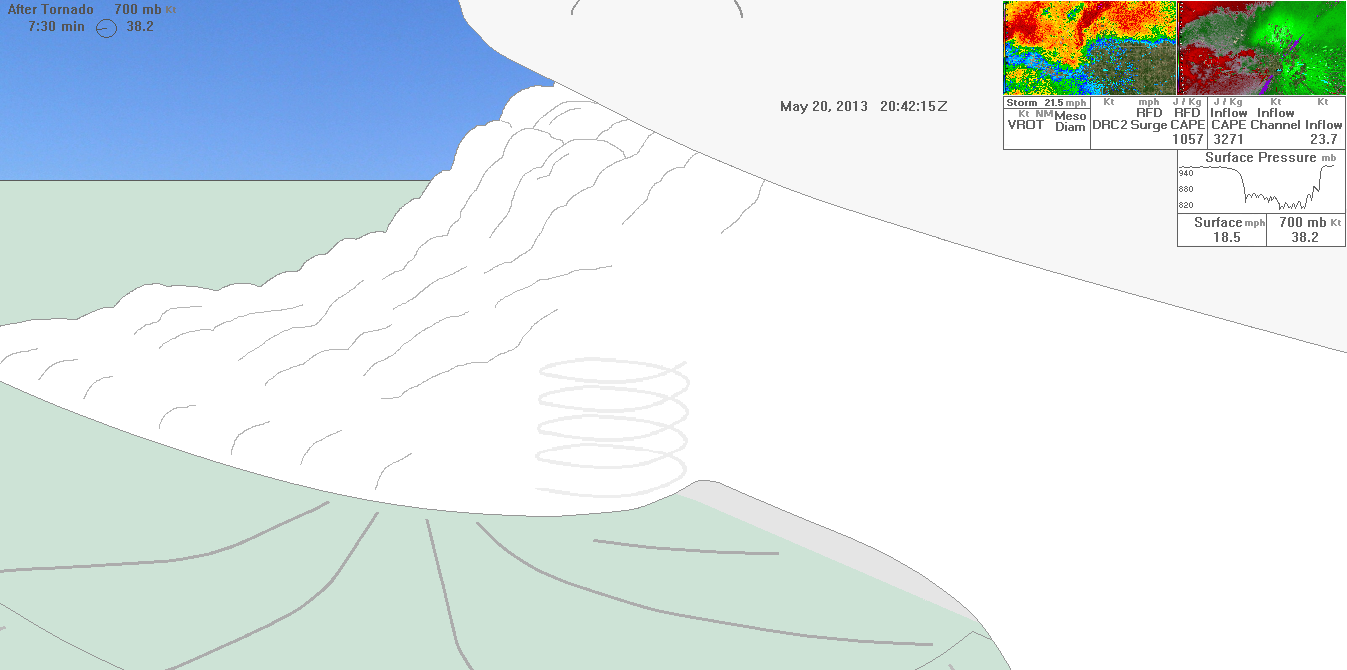 After Tornado 700 mb Kt
7:30 min 38.2
May 20, 2013 20:42:15Z
Storm 21.5 mph
Kt NM
VROT Meso Diam
Kt mph J / Kg
DRC2 RFD Surge RFD CAPE
1057
J / Kg Kt Kt
Inflow CAPE Inflow Channel Inflow
3271 23.7
Surface Pressure mb
940
880
820
Surface mph 700 mb Kt
18.5 38.2